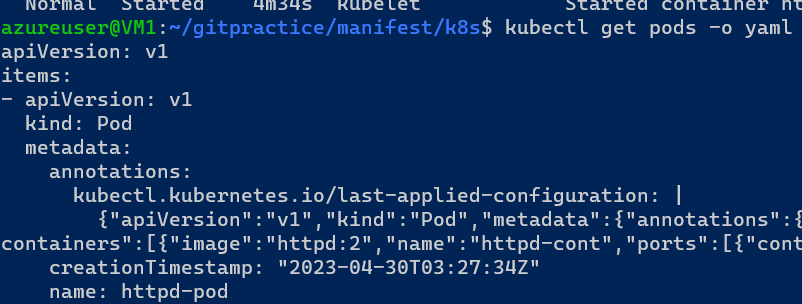 Normal  Started    4m34s  kubelet            Started container ht
azureuser@VM1:~/gitpractice/manifest/k8s$ kubectl get pods -o yaml
apiVersion: v1
items:
- apiVersion: v1
  kind: Pod
  metadata:
    annotations:
      kubectl.kubernetes.io/last-applied-configuration: |
        {"apiVersion":"v1","kind":"Pod","metadata":{"annotations":{
containers":[{"image":"httpd:2","name":"httpd-cont","ports":[{"cont
    creationTimestamp: "2023-04-30T03:27:34Z"
    name: httpd-pod